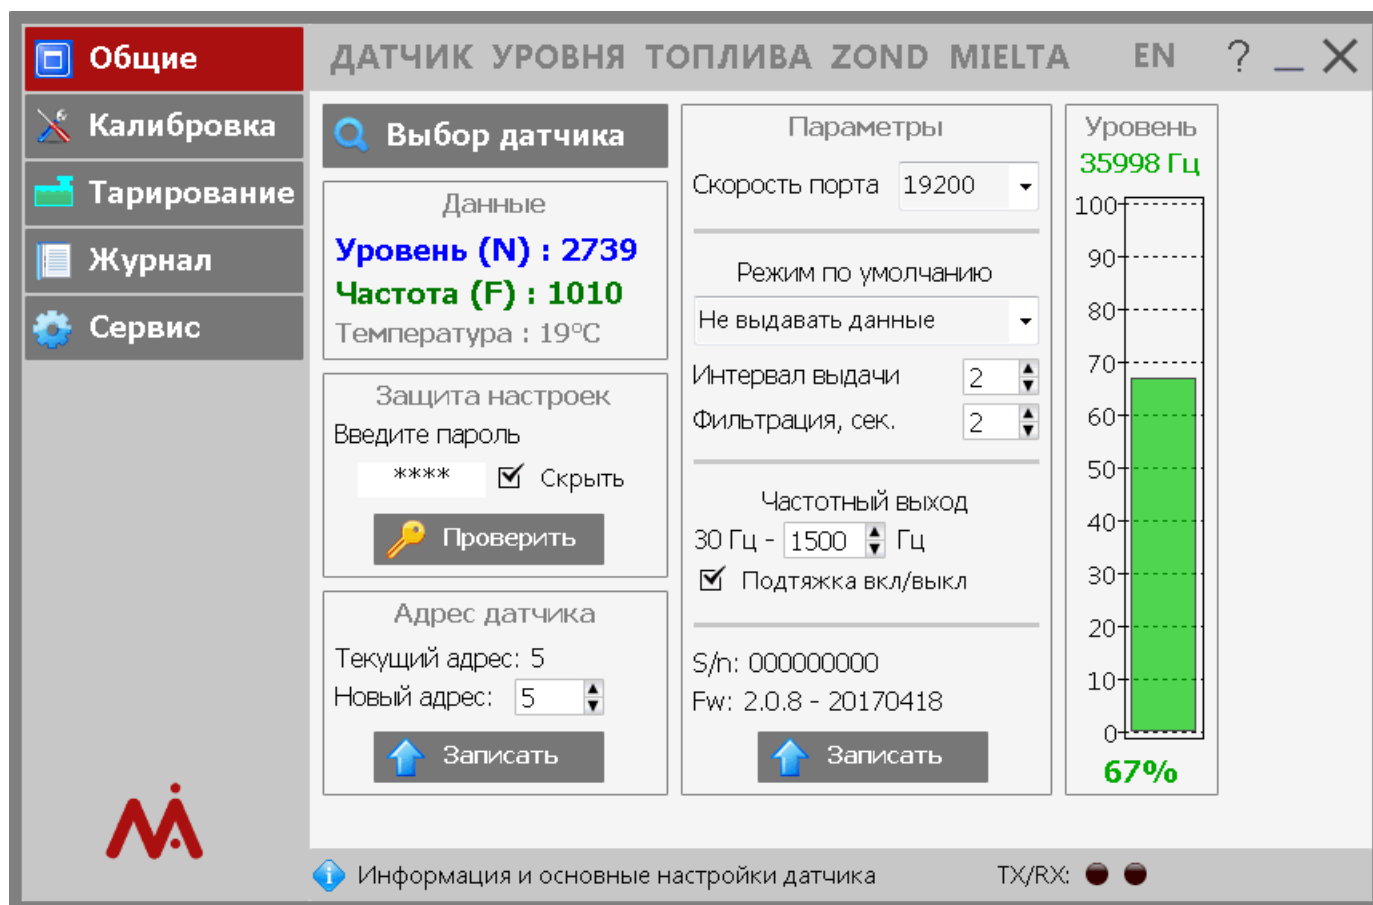 Общие
Калибровка
Тарирование
Журнал
Сервис
ДАТЧИК УРОВНЯ ТОПЛИВА ZOND MIELTA EN ?
Выбор датчика
Данные
Уровень (N) : 2739
Частота (F) : 1010
Температура : 19°C
Защита настроек
Введите пароль
**** Скрыть
Проверить
Адрес датчика
Текущий адрес: 5
Новый адрес: 5
Записать
Параметры
Скорость порта 19200
Режим по умолчанию
Не выдавать данные
Интервал выдачи 2
Фильтрация, сек. 2
Частотный выход
30 Гц - 1500 Гц
Подтяжка вкл/выкл
S/n: 000000000
Fw: 2.0.8 - 20170418
Записать
Уровень
35998 Гц
100
90
80
70
60
50
40
30
20
10
0
67%
Информация и основные настройки датчика TX/RX: